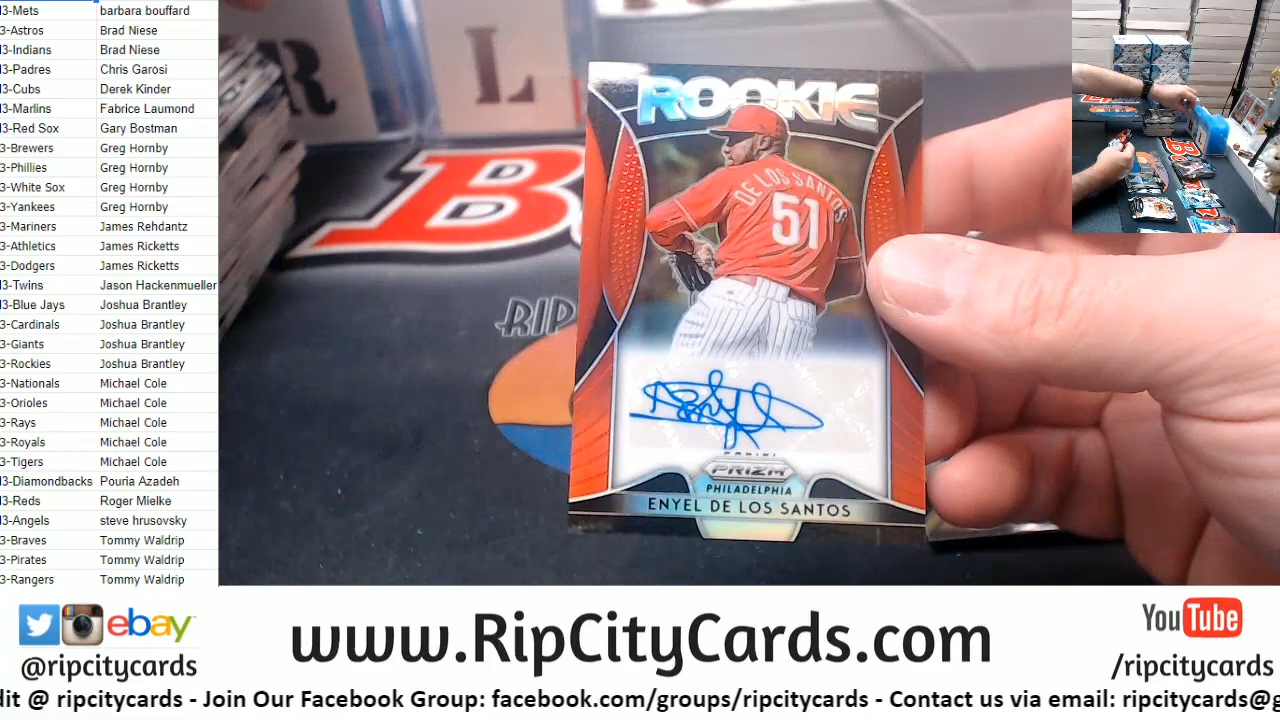 3-Mets barbara bouffard
3-Astros Brad Niese
3-Indians Brad Niese
3-Padres Chris Garosi
3-Cubs Derek Kinder
3-Marlins Fabrice Laumond
3-Red Sox Gary Bostman
3-Brewers Greg Hornby
3-Phillies Greg Hornby
3-White Sox Greg Hornby
3-Yankees Greg Hornby
3-Mariners James Rehdantz
3-Athletics James Ricketts
3-Dodgers James Ricketts
3-Twins Jason Hackenmueller
3-Blue Jays Joshua Brantley
3-Cardinals Joshua Brantley
3-Giants Joshua Brantley
3-Rockies Joshua Brantley
3-Nationals Michael Cole
3-Orioles Michael Cole
3-Rays Michael Cole
3-Royals Michael Cole
3-Tigers Michael Cole
3-Diamondbacks Pouria Azadeh
3-Reds Roger Mielke
3-Angels steve hrusovsky
3-Braves Tommy Waldrip
3-Pirates Tommy Waldrip
3-Rangers Tommy Waldrip
R L
D
D
RIP
ROOKIE
DE LOS SANTOS
51
PANINI
PRIZM
PHILADELPHIA
ENYEL DE LOS SANTOS
ebay
@ripcitycards
www.RipCityCards.com
YouTube
/ripcitycards
dit @ ripcitycards - Join Our Facebook Group: facebook.com/groups/ripcitycards - Contact us via email: ripcitycards@g